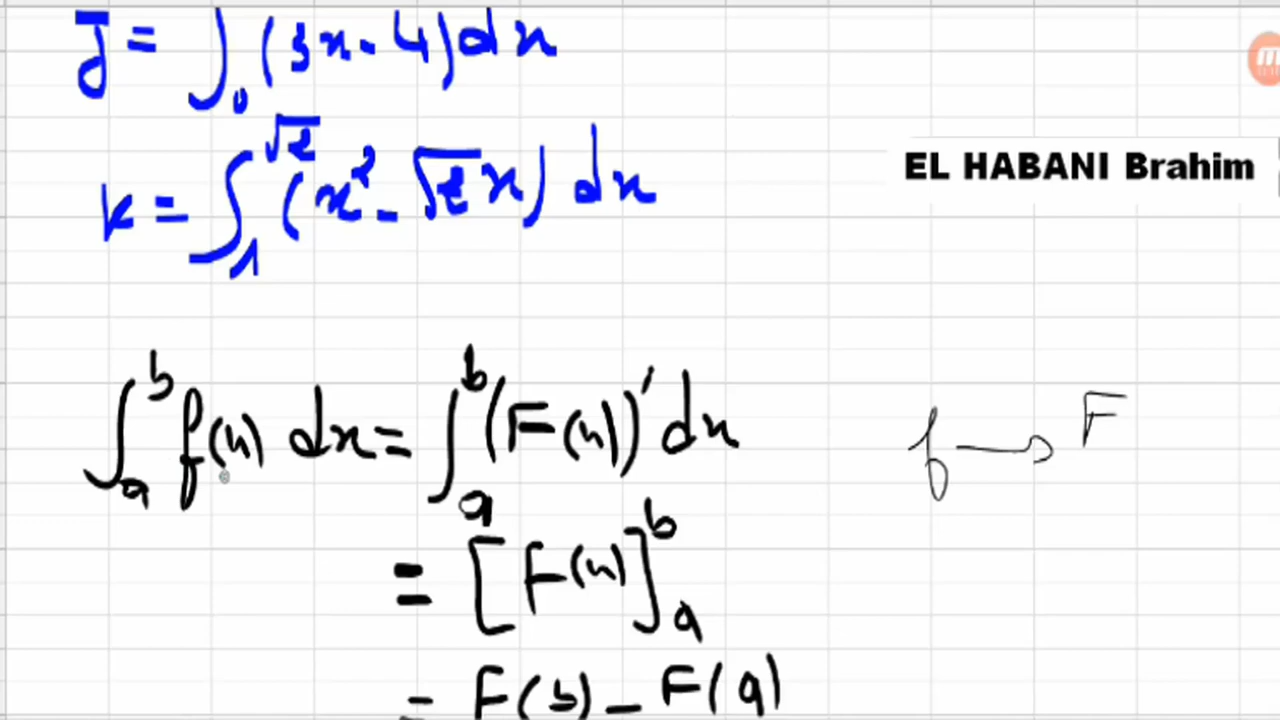 J = ∫₀ (3x - 4) dx
K = ∫₁^√2 (x² - √2 x) dx
EL HABANI Brahim
∫ₐᵇ f(x) dx = ∫ₐᵇ (F(x))' dx
f → F
= [F(x)]ₐᵇ
= F(b) - F(a)